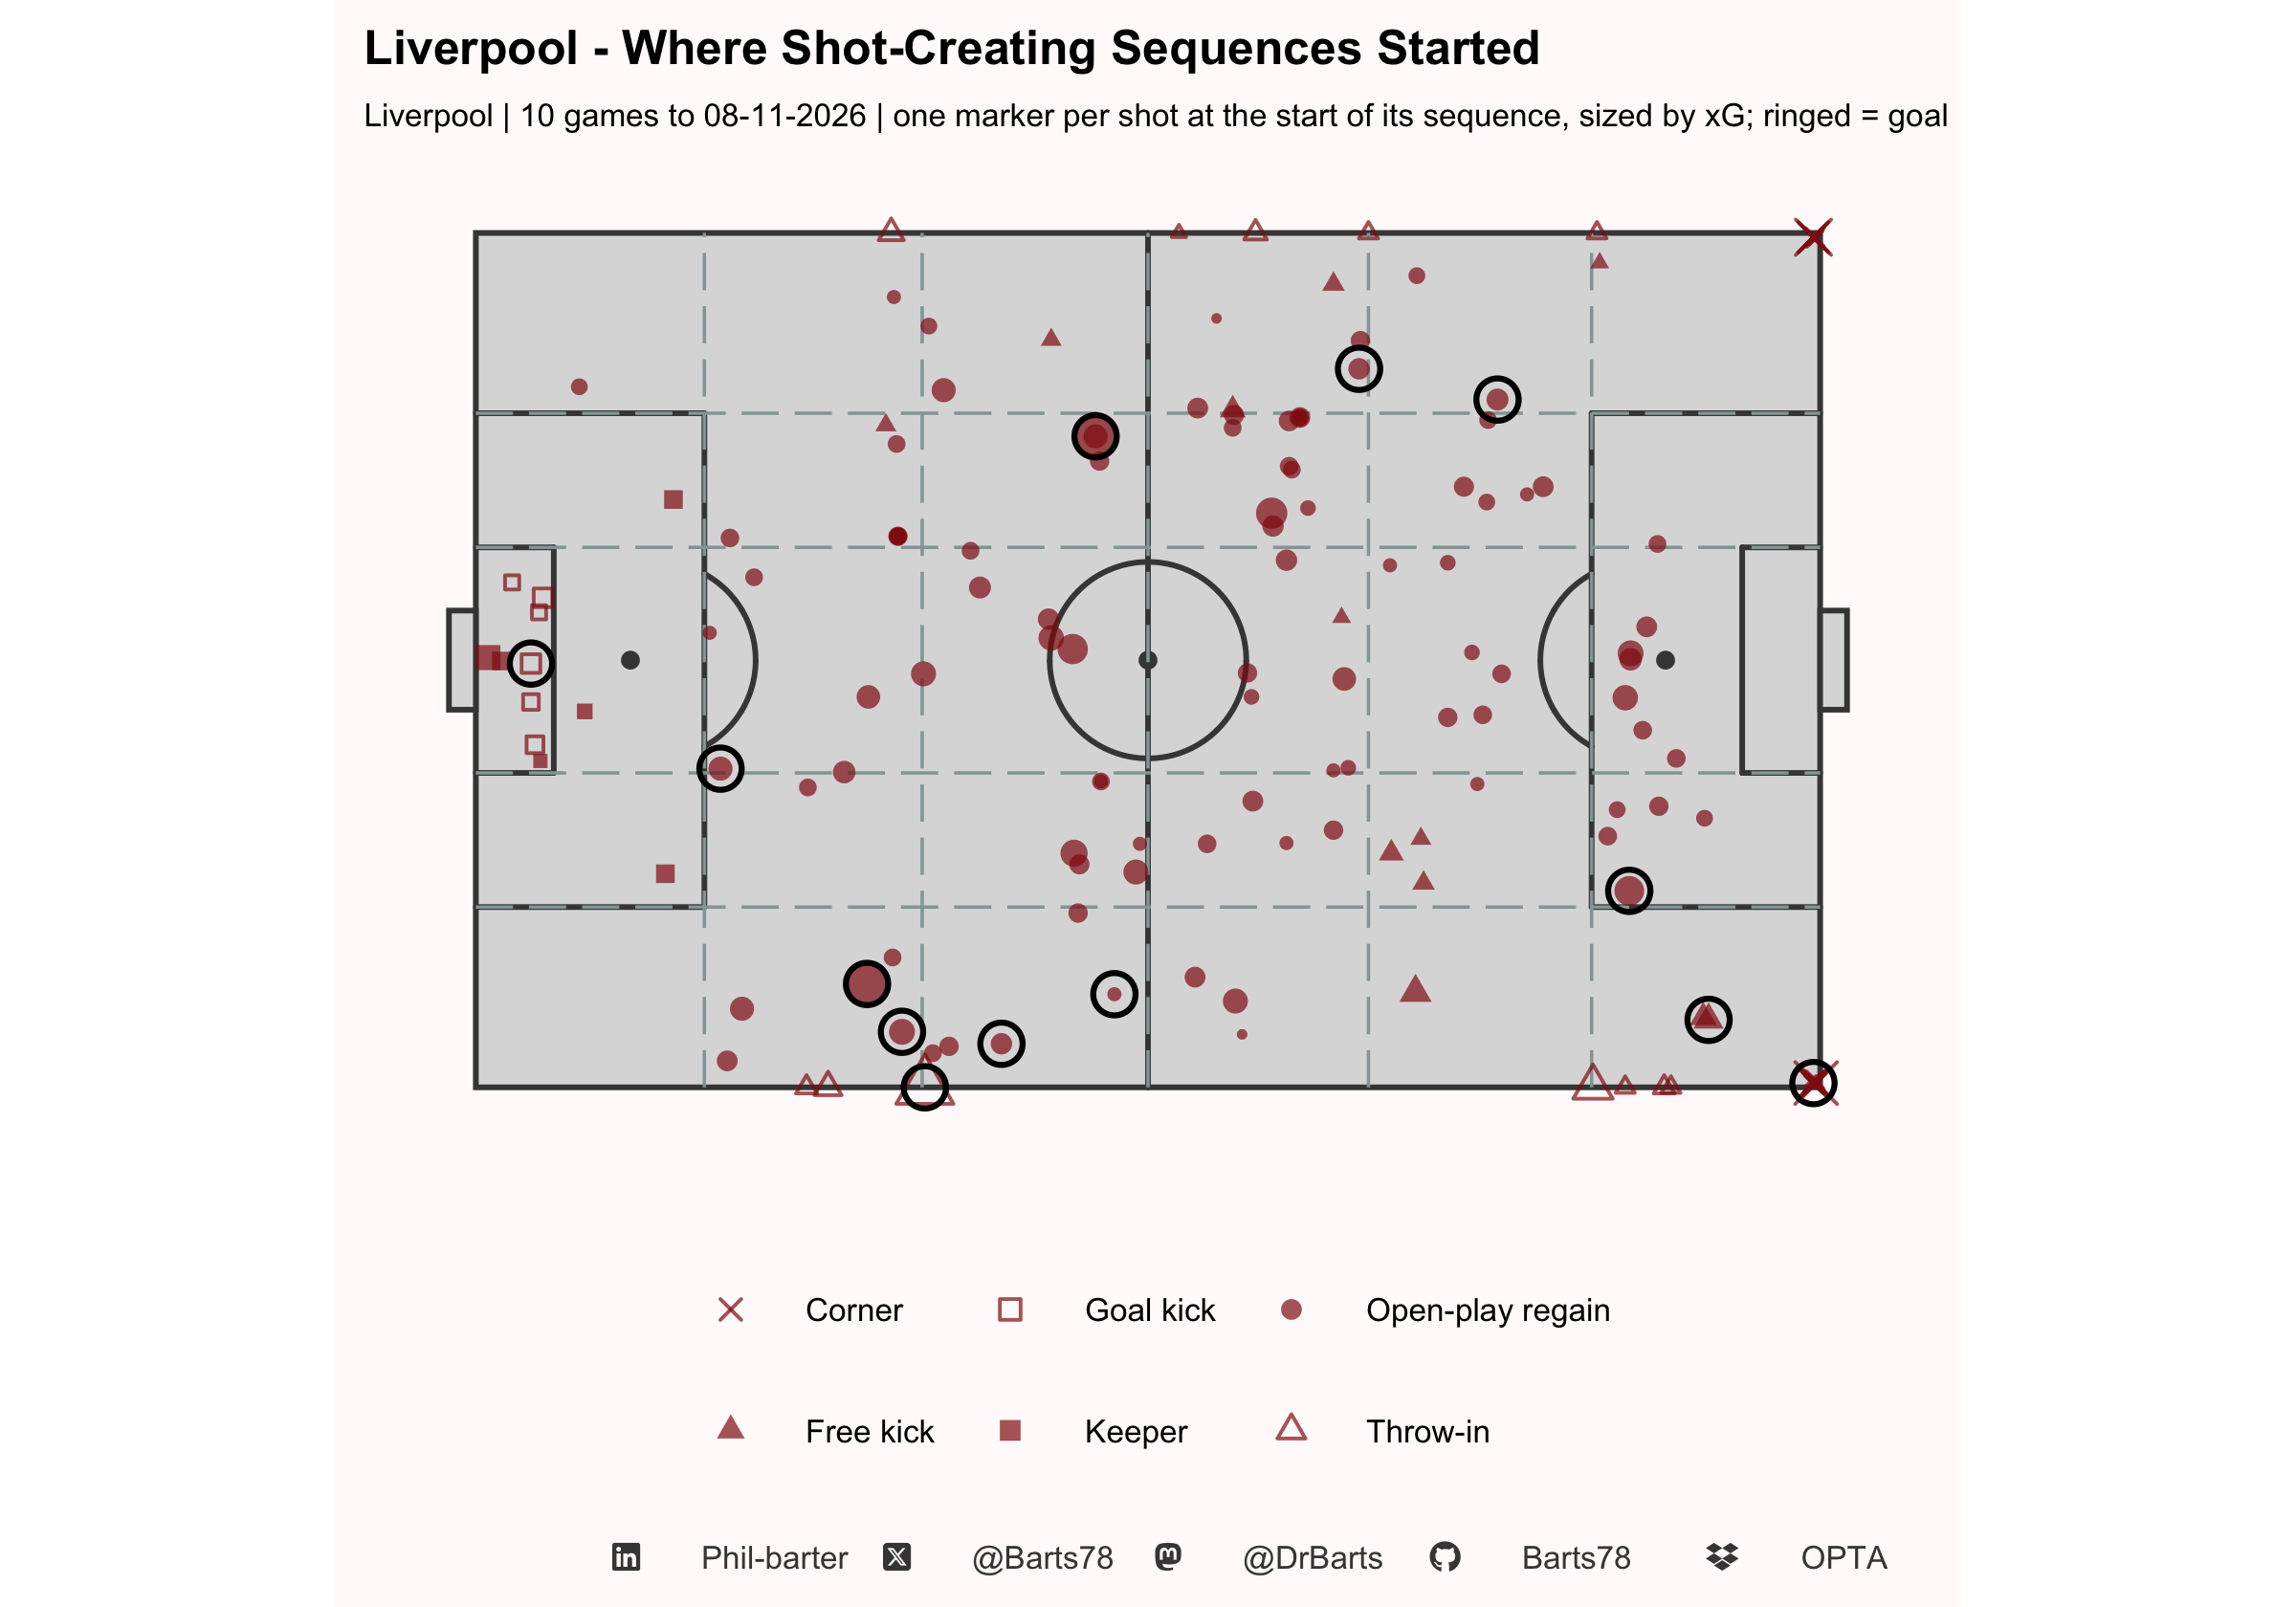 Liverpool - Where Shot-Creating Sequences Started
Liverpool | 10 games to 08-11-2026 | one marker per shot at the start of its sequence, sized by xG; ringed = goal
Corner Goal kick Open-play regain
Free kick Keeper Throw-in
Phil-barter @Barts78 @DrBarts Barts78 OPTA